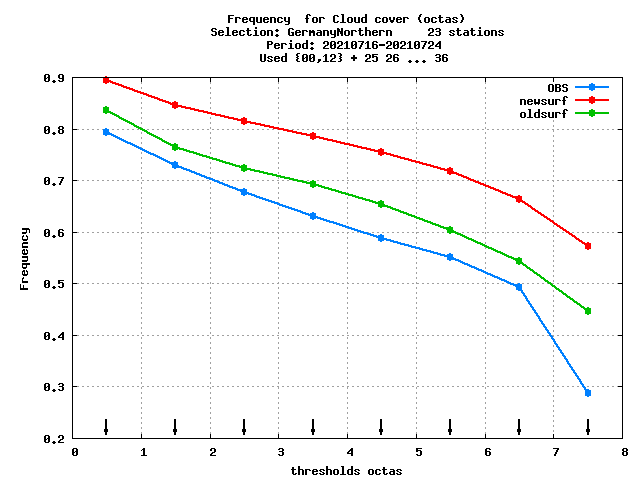 Frequency  for Cloud cover (octas)
Selection: GermanyNorthern     23 stations
Period: 20210716-20210724
Used {00,12} + 25 26 ... 36
OBS
newsurf
oldsurf
0.9
0.8
0.7
0.6
0.5
0.4
0.3
0.2
Frequency
0 1 2 3 4 5 6 7 8
thresholds octas